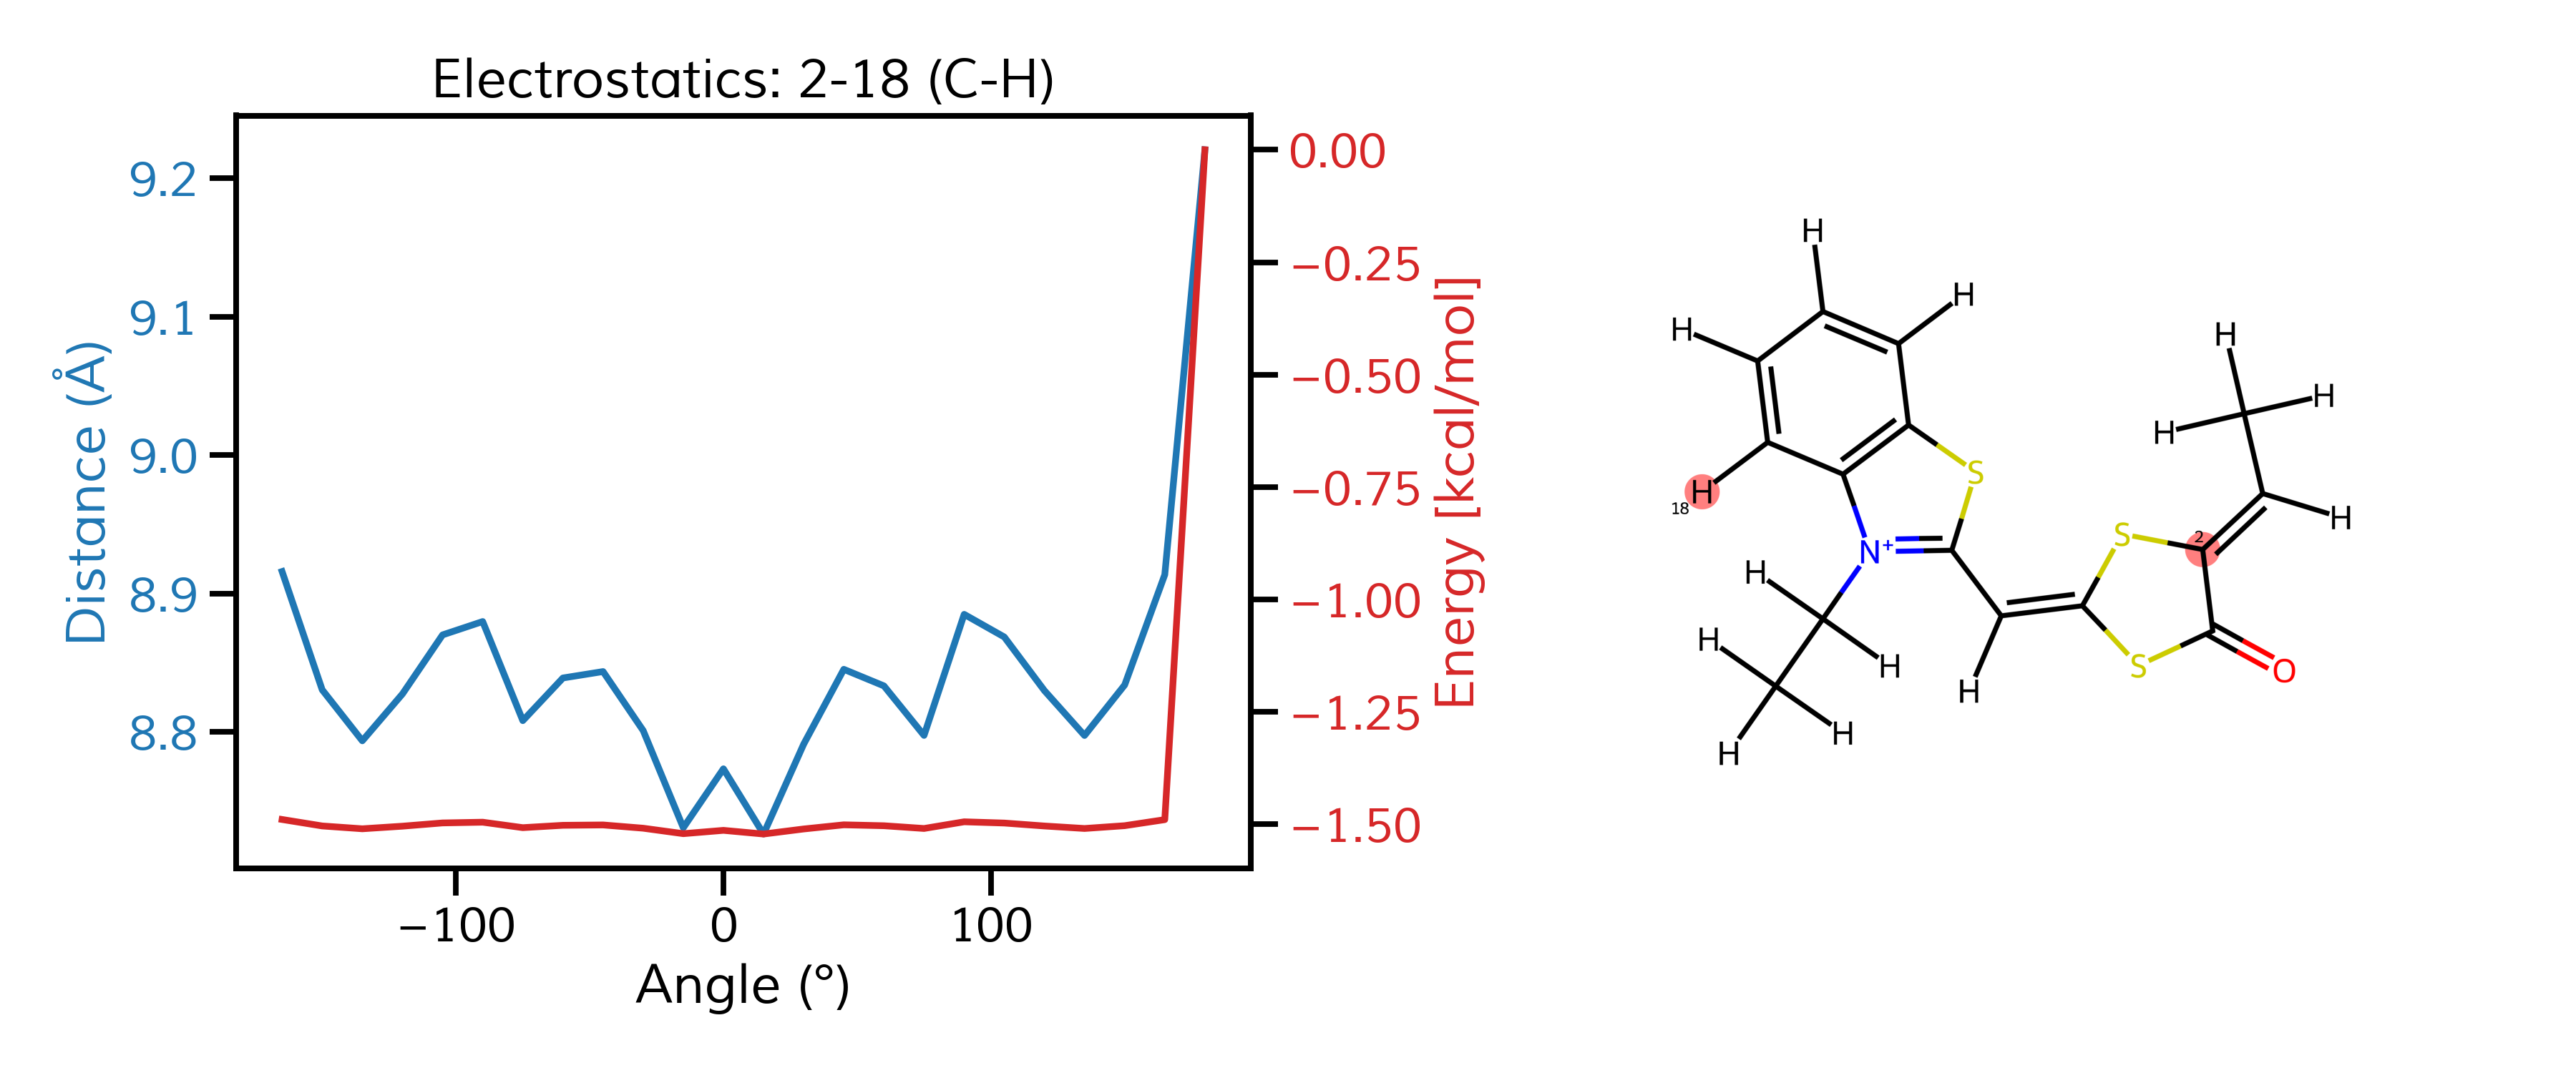 Electrostatics: 2-18 (C-H)
Distance (Å)
9.2
9.1
9.0
8.9
8.8
0.00
−0.25
−0.50
−0.75
−1.00
−1.25
−1.50
Energy [kcal/mol]
−100 0 100
Angle (°)
H
H
H
H
H
H
S
H
18
S
2
H
N+
H
H
S
O
H
H
H
H